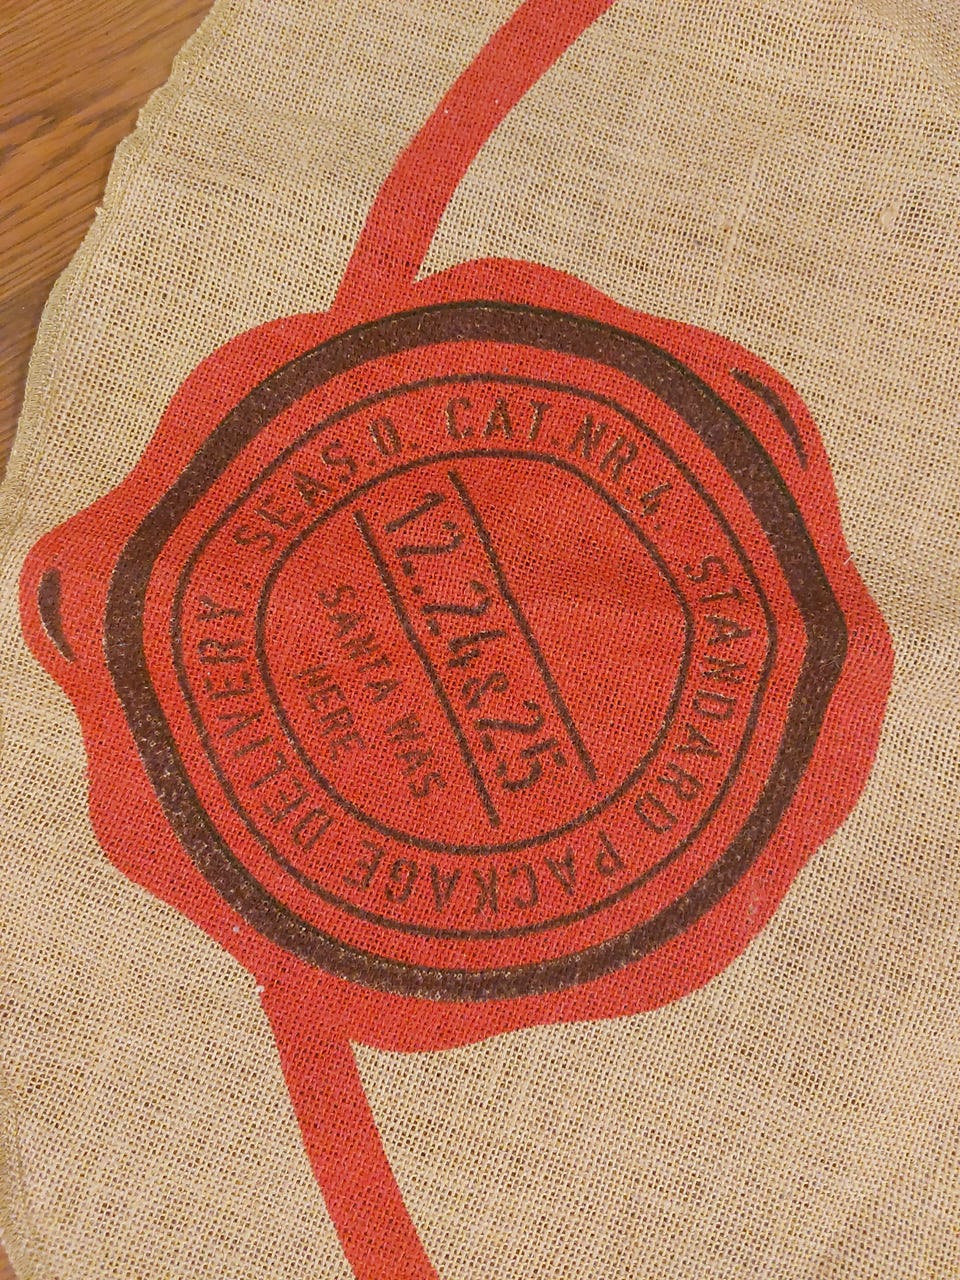 SEAS.D. CAT.NR.4. STANDARD PACKAGE DELIVERY.
12.24&25
SANTA WAS
HERE